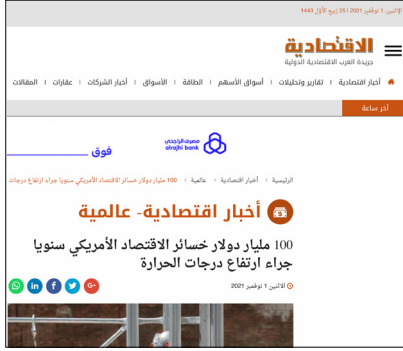 الإثنين 1 نوفمبر 2021 | 25 ربيع الأول 1443
الاقتصادية
جريدة العرب الاقتصادية الدولية
أخبار اقتصادية | تقارير وتحليلات | أسواق الأسهم | الطاقة | الأسواق | أخبار الشركات | عقارات | المقالات
آخر ساعة
مصرف الراجحي
alrajhi bank
فوق
الرئيسية > أخبار اقتصادية > عالمية > 100 مليار دولار خسائر الاقتصاد الأمريكي سنويا جراء ارتفاع درجات
أخبار اقتصادية- عالمية
100 مليار دولار خسائر الاقتصاد الأمريكي سنويا
جراء ارتفاع درجات الحرارة
الاثنين 1 نوفمبر 2021